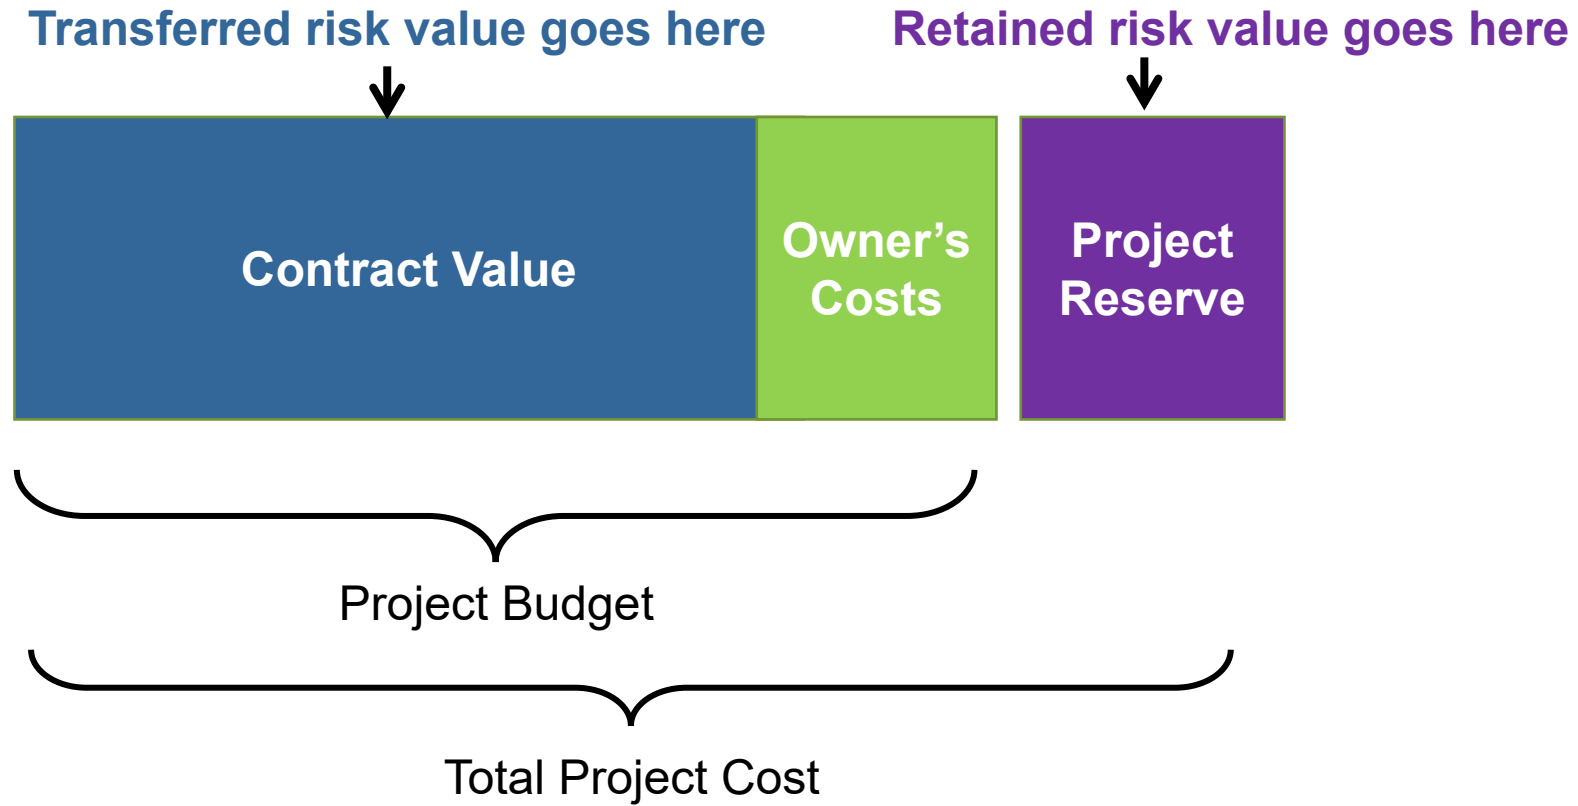 Transferred risk value goes here
Retained risk value goes here
Contract Value
Owner’s
Costs
Project
Reserve
Project Budget
Total Project Cost